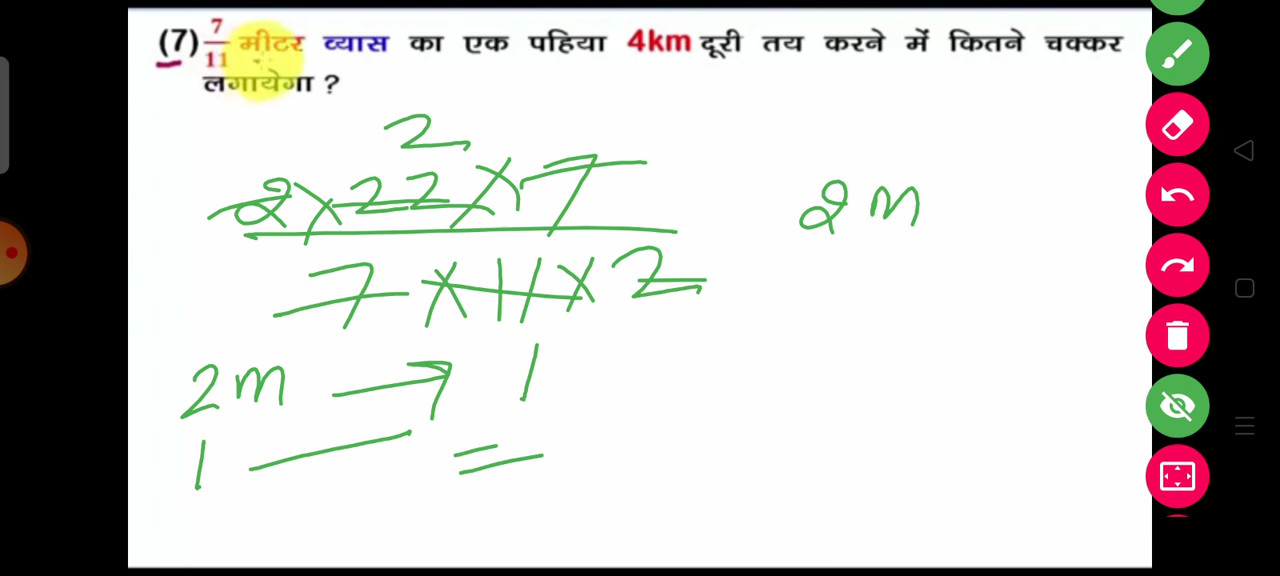 (7) 7/11 मीटर व्यास का एक पहिया 4km दूरी तय करने में कितने चक्कर
लगायेगा ?
2
2×22×7
2m
7×11×2
2m → 1
1 — =